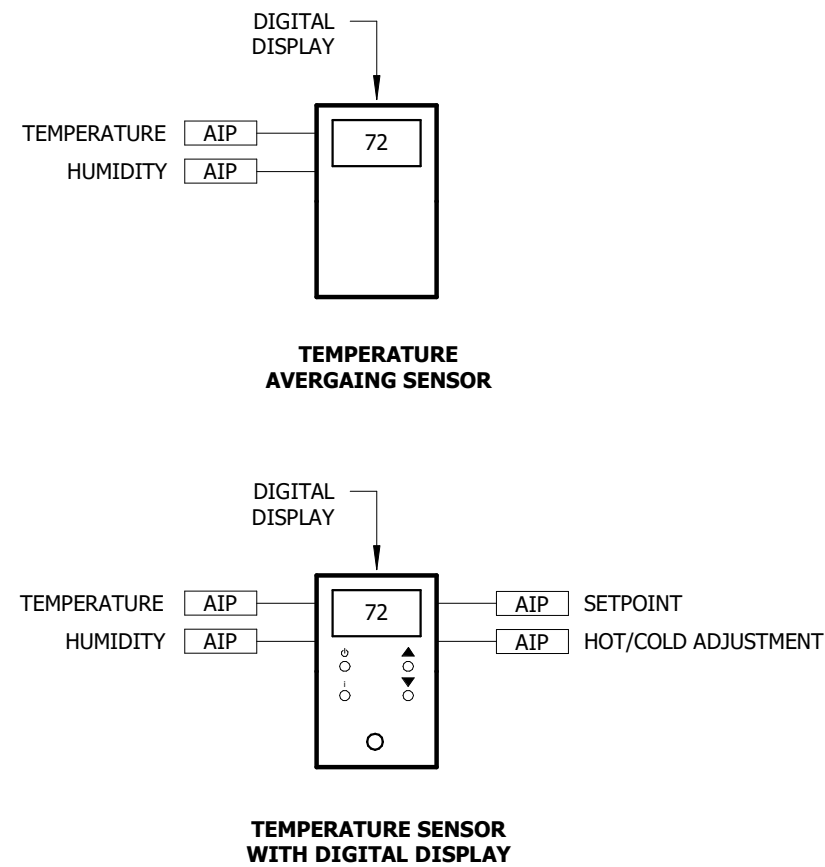 DIGITAL
DISPLAY
TEMPERATURE AIP
72
HUMIDITY AIP
TEMPERATURE
AVERGAING SENSOR
DIGITAL
DISPLAY
TEMPERATURE AIP 72 AIP SETPOINT
HUMIDITY AIP AIP HOT/COLD ADJUSTMENT
i
TEMPERATURE SENSOR
WITH DIGITAL DISPLAY